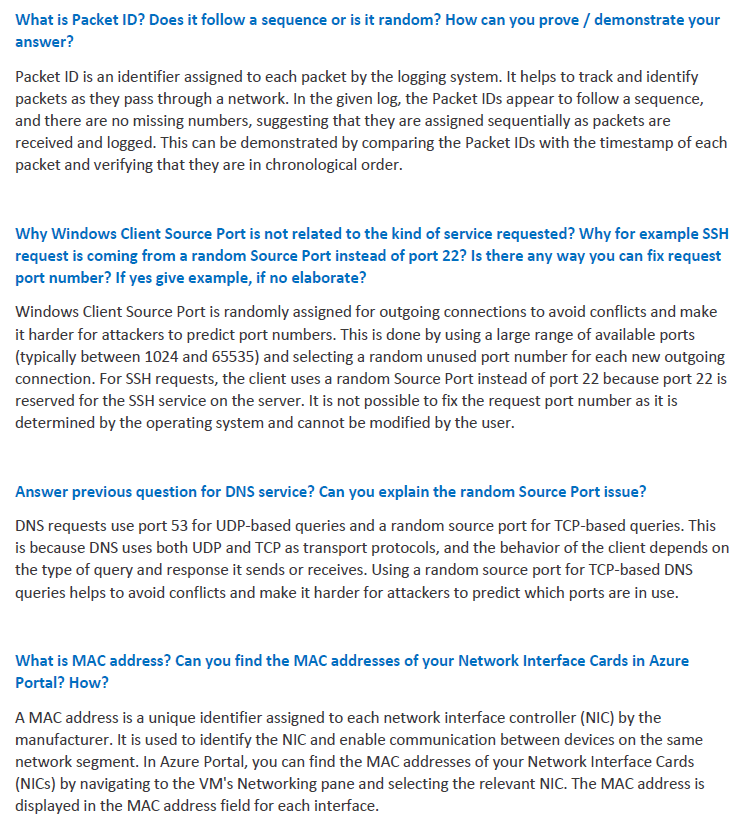 What is Packet ID? Does it follow a sequence or is it random? How can you prove / demonstrate your
answer?
Packet ID is an identifier assigned to each packet by the logging system. It helps to track and identify
packets as they pass through a network. In the given log, the Packet IDs appear to follow a sequence,
and there are no missing numbers, suggesting that they are assigned sequentially as packets are
received and logged. This can be demonstrated by comparing the Packet IDs with the timestamp of each
packet and verifying that they are in chronological order.
Why Windows Client Source Port is not related to the kind of service requested? Why for example SSH
request is coming from a random Source Port instead of port 22? Is there any way you can fix request
port number? If yes give example, if no elaborate?
Windows Client Source Port is randomly assigned for outgoing connections to avoid conflicts and make
it harder for attackers to predict port numbers. This is done by using a large range of available ports
(typically between 1024 and 65535) and selecting a random unused port number for each new outgoing
connection. For SSH requests, the client uses a random Source Port instead of port 22 because port 22 is
reserved for the SSH service on the server. It is not possible to fix the request port number as it is
determined by the operating system and cannot be modified by the user.
Answer previous question for DNS service? Can you explain the random Source Port issue?
DNS requests use port 53 for UDP-based queries and a random source port for TCP-based queries. This
is because DNS uses both UDP and TCP as transport protocols, and the behavior of the client depends on
the type of query and response it sends or receives. Using a random source port for TCP-based DNS
queries helps to avoid conflicts and make it harder for attackers to predict which ports are in use.
What is MAC address? Can you find the MAC addresses of your Network Interface Cards in Azure
Portal? How?
A MAC address is a unique identifier assigned to each network interface controller (NIC) by the
manufacturer. It is used to identify the NIC and enable communication between devices on the same
network segment. In Azure Portal, you can find the MAC addresses of your Network Interface Cards
(NICs) by navigating to the VM's Networking pane and selecting the relevant NIC. The MAC address is
displayed in the MAC address field for each interface.